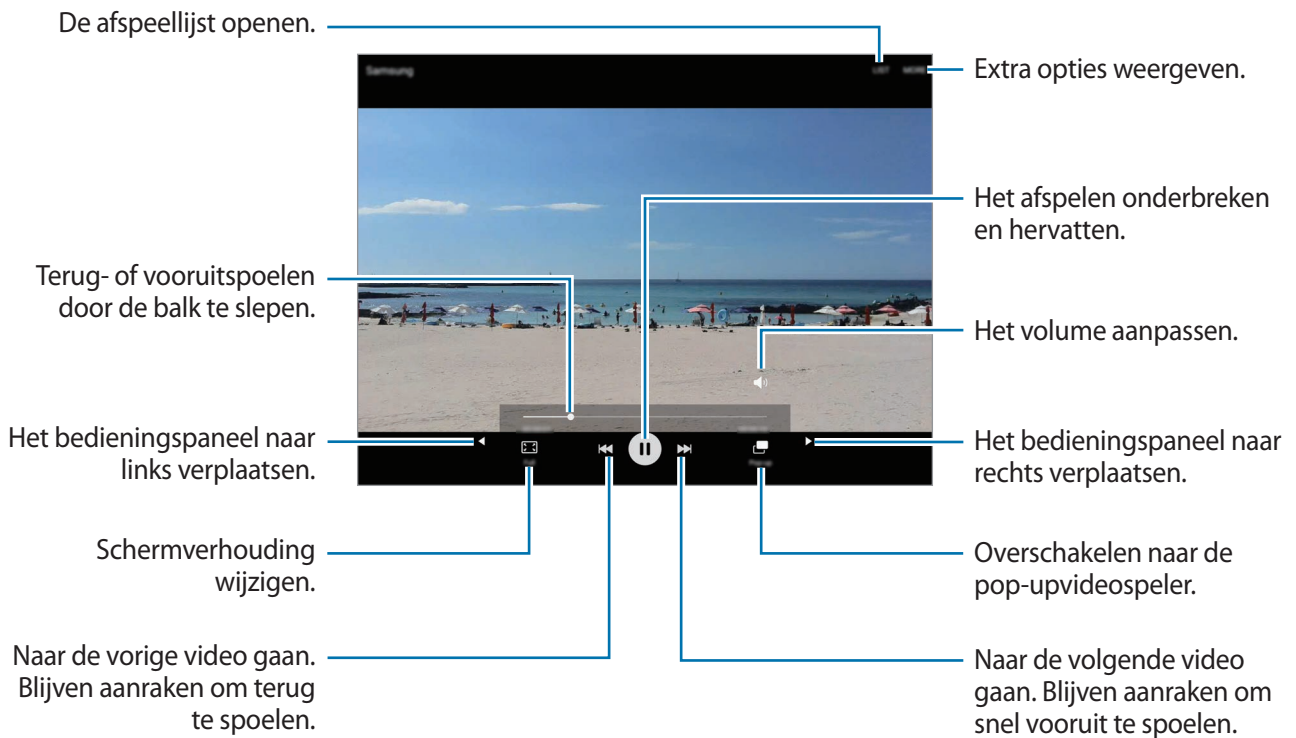 De afspeellijst openen.
Samsung
LIST MORE
Extra opties weergeven.
Het afspelen onderbreken
en hervatten.
Terug- of vooruitspoelen
door de balk te slepen.
Het volume aanpassen.
Het bedieningspaneel naar
links verplaatsen.
Full
Pop-up
Het bedieningspaneel naar
rechts verplaatsen.
Schermverhouding
wijzigen.
Overschakelen naar de
pop-upvideospeler.
Naar de vorige video gaan.
Blijven aanraken om terug
te spoelen.
Naar de volgende video
gaan. Blijven aanraken om
snel vooruit te spoelen.